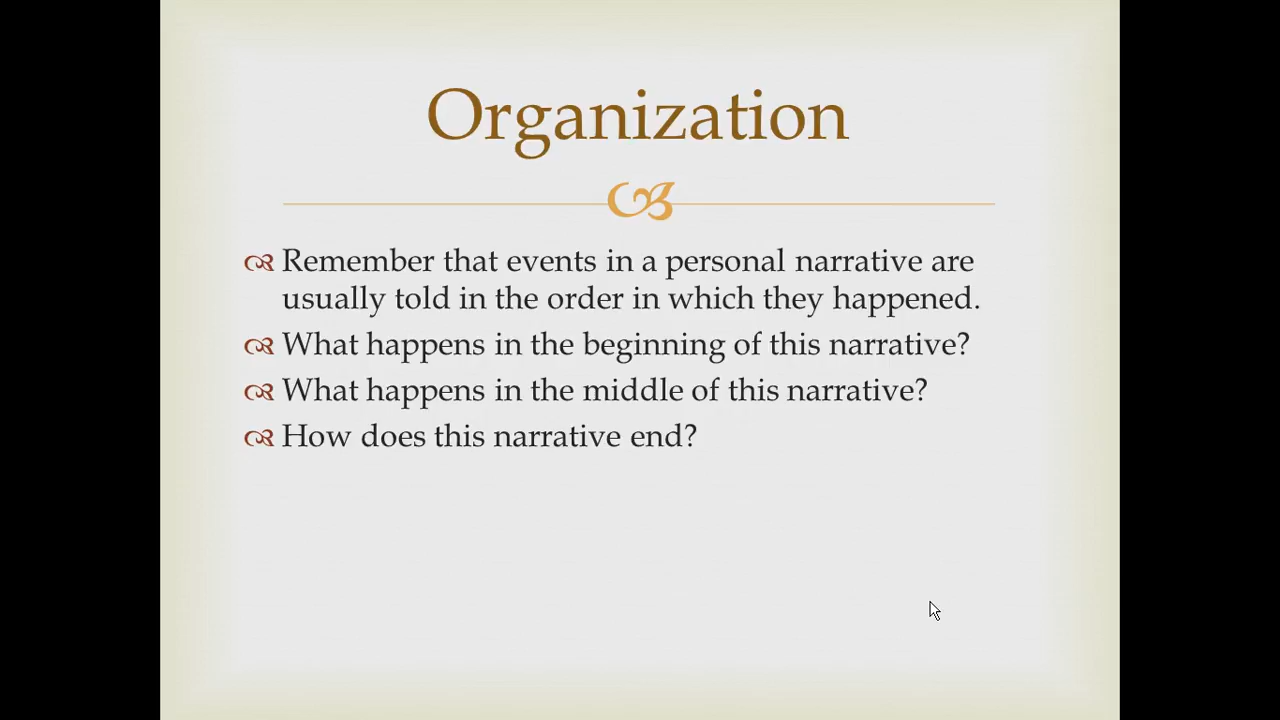 Organization
Remember that events in a personal narrative are
usually told in the order in which they happened.
What happens in the beginning of this narrative?
What happens in the middle of this narrative?
How does this narrative end?